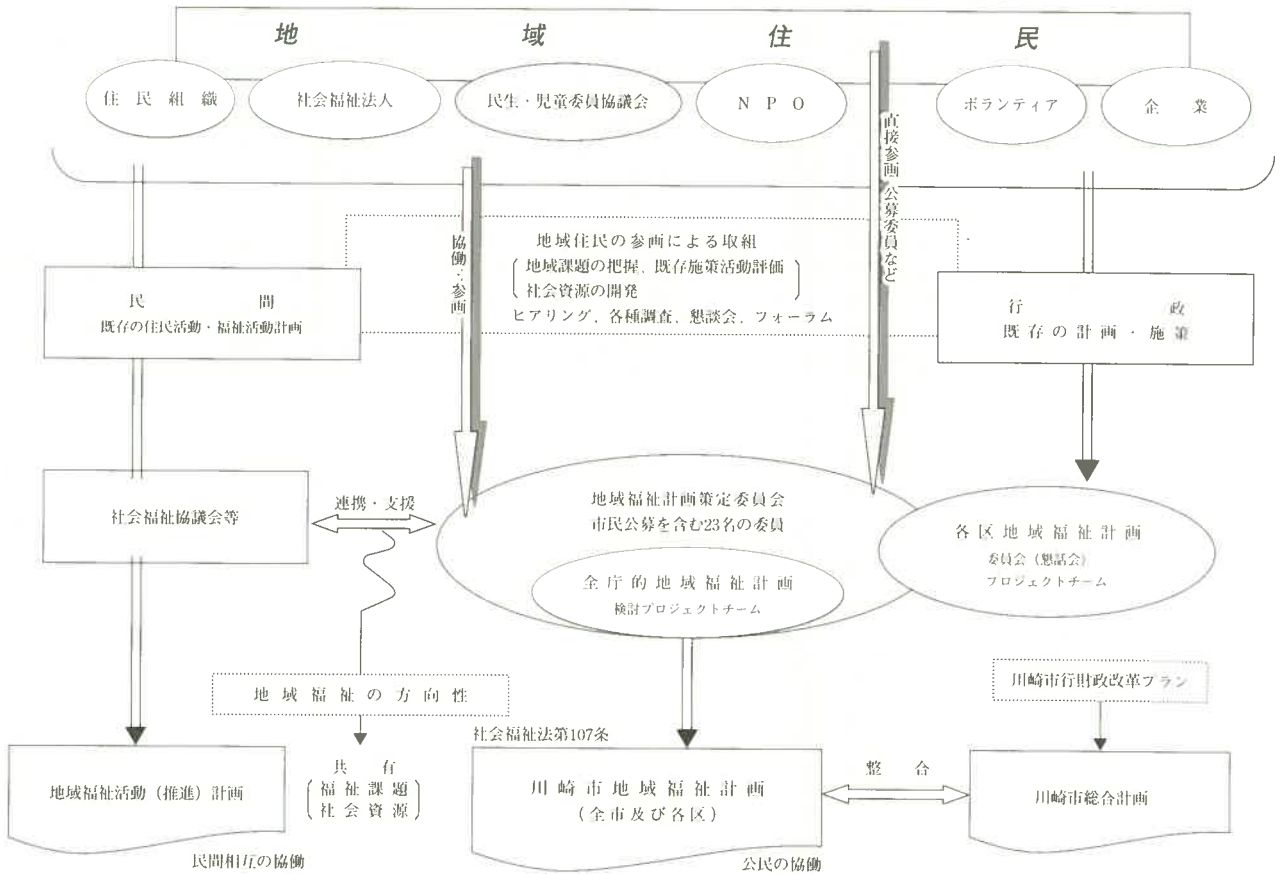 地域住民
住民組織
社会福祉法人
民生・児童委員協議会
NPO
ボランティア
企業
協働・参画
直接参画 公募委員など
地域住民の参画による取組
地域課題の把握、既存施策活動評価
社会資源の開発
ヒアリング、各種調査、懇談会、フォーラム
民間
既存の住民活動・福祉活動計画
行政
既存の計画・施策
社会福祉協議会等
連携・支援
地域福祉計画策定委員会
市民公募を含む23名の委員
全庁的地域福祉計画
検討プロジェクトチーム
各区地域福祉計画
委員会(懇話会)
プロジェクトチーム
地域福祉の方向性
共有
福祉課題
社会資源
川崎市行財政改革プラン
社会福祉法第107条
地域福祉活動(推進)計画
川崎市地域福祉計画
(全市及び各区)
整合
川崎市総合計画
民間相互の協働
公民の協働